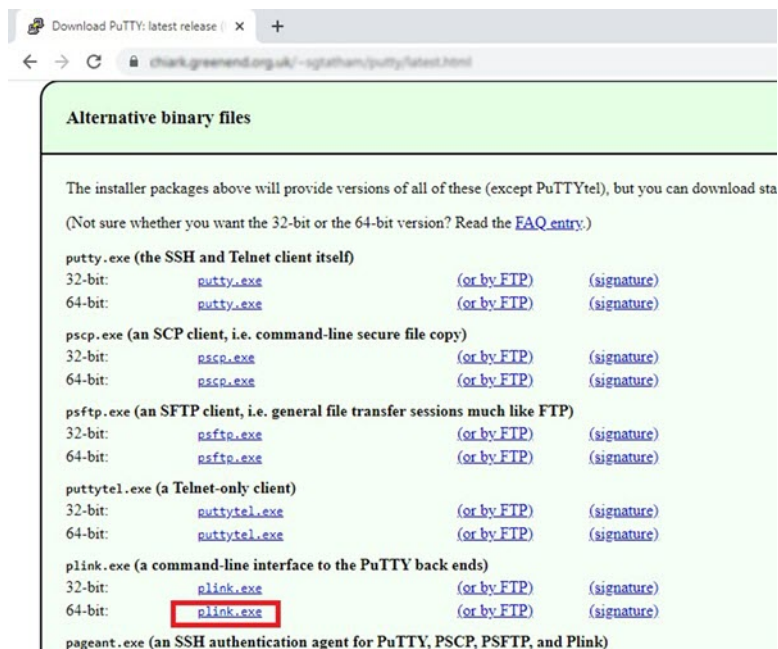 Download PuTTY: latest release (
chiark.greenend.org.uk/~sgtatham/putty/latest.html
Alternative binary files
The installer packages above will provide versions of all of these (except PuTTYtel), but you can download sta
(Not sure whether you want the 32-bit or the 64-bit version? Read the FAQ entry.)
putty.exe (the SSH and Telnet client itself)
32-bit: putty.exe (or by FTP) (signature)
64-bit: putty.exe (or by FTP) (signature)
pscp.exe (an SCP client, i.e. command-line secure file copy)
32-bit: pscp.exe (or by FTP) (signature)
64-bit: pscp.exe (or by FTP) (signature)
psftp.exe (an SFTP client, i.e. general file transfer sessions much like FTP)
32-bit: psftp.exe (or by FTP) (signature)
64-bit: psftp.exe (or by FTP) (signature)
puttytel.exe (a Telnet-only client)
32-bit: puttytel.exe (or by FTP) (signature)
64-bit: puttytel.exe (or by FTP) (signature)
plink.exe (a command-line interface to the PuTTY back ends)
32-bit: plink.exe (or by FTP) (signature)
64-bit: plink.exe (or by FTP) (signature)
pageant.exe (an SSH authentication agent for PuTTY, PSCP, PSFTP, and Plink)